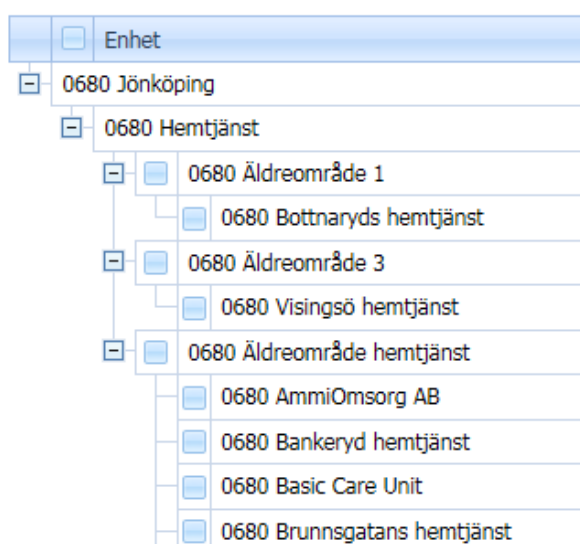 Enhet
0680 Jönköping
0680 Hemtjänst
0680 Äldreområde 1
0680 Bottnaryds hemtjänst
0680 Äldreområde 3
0680 Visingsö hemtjänst
0680 Äldreområde hemtjänst
0680 AmmiOmsorg AB
0680 Bankeryd hemtjänst
0680 Basic Care Unit
0680 Brunnsgatans hemtjänst